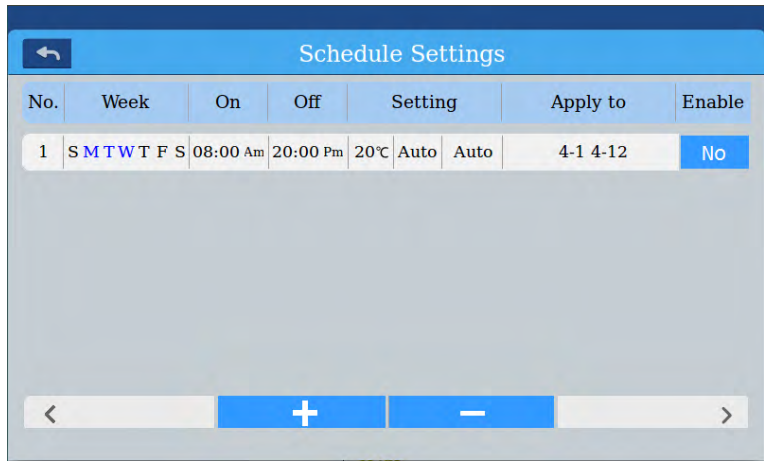 Schedule Settings
No. Week On Off Setting Apply to Enable
1 S M T W T F S 08:00 Am 20:00 Pm 20℃ Auto Auto 4-1 4-12 No